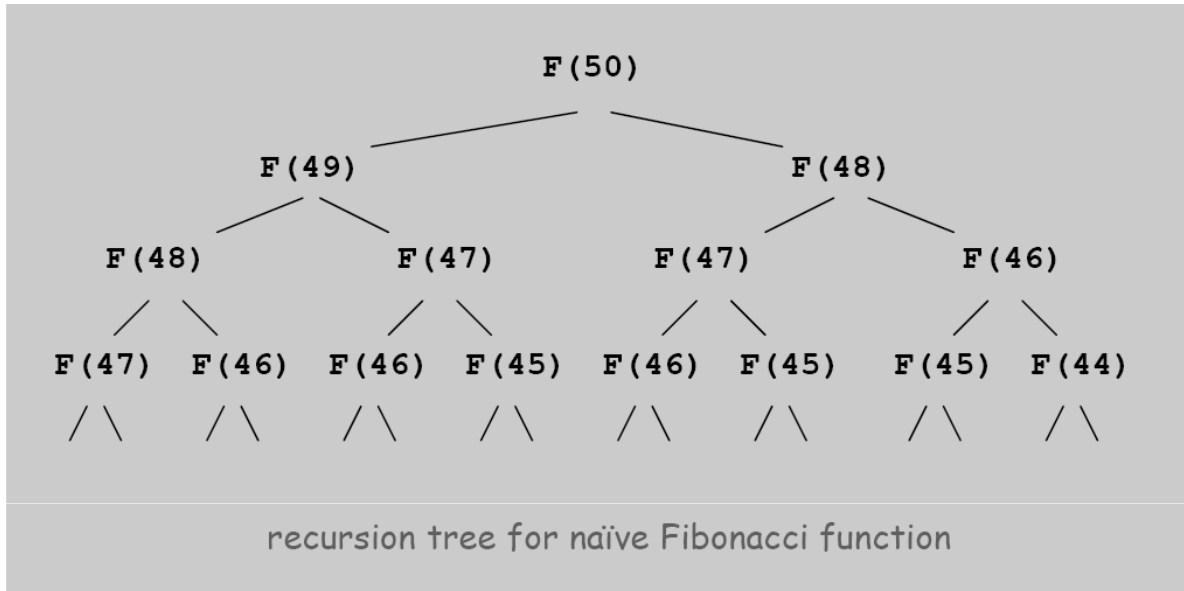 F(50)
F(49) F(48)
F(48) F(47) F(47) F(46)
F(47) F(46) F(46) F(45) F(46) F(45) F(45) F(44)
recursion tree for naïve Fibonacci function